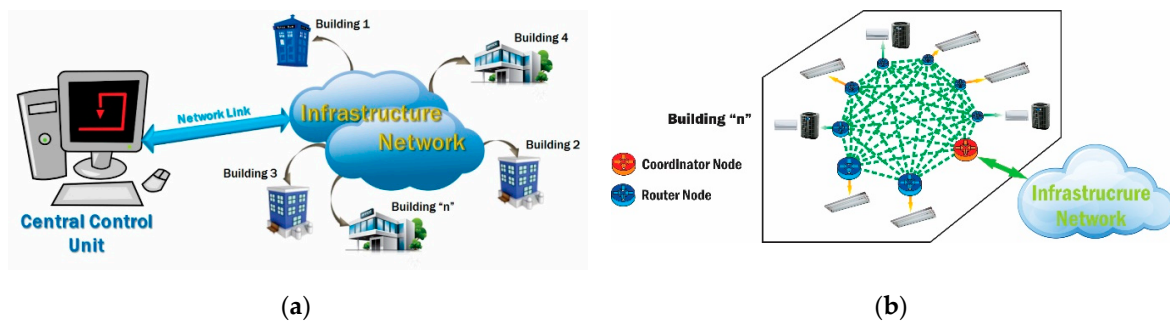 Building 1
Building 4
Infrastructure
Network
Network Link
Building 2
Building 3
Building "n"
Central Control
Unit
(a)
Building "n"
Coordinator Node
Router Node
Infrastrucrure
Network
(b)